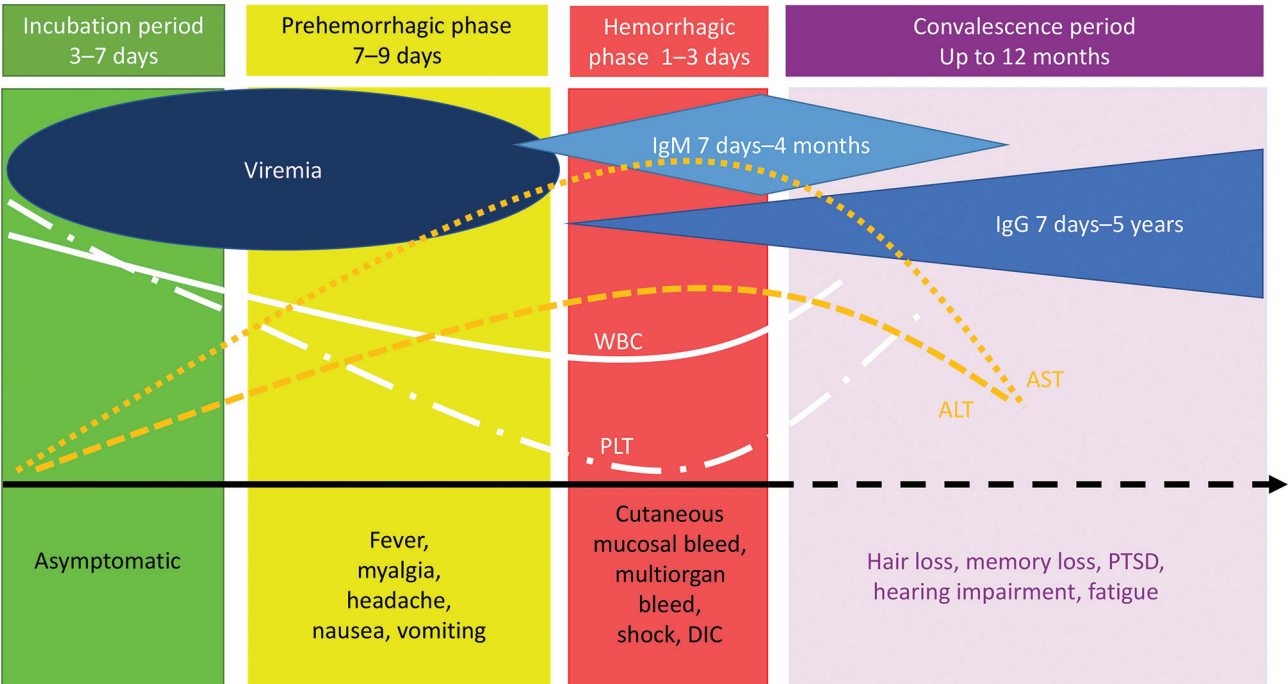 Incubation period
3–7 days
Prehemorrhagic phase
7–9 days
Hemorrhagic
phase 1–3 days
Convalescence period
Up to 12 months
Viremia
IgM 7 days–4 months
IgG 7 days–5 years
WBC
AST
ALT
PLT
Asymptomatic
Fever,
myalgia,
headache,
nausea, vomiting
Cutaneous
mucosal bleed,
multiorgan
bleed,
shock, DIC
Hair loss, memory loss, PTSD,
hearing impairment, fatigue